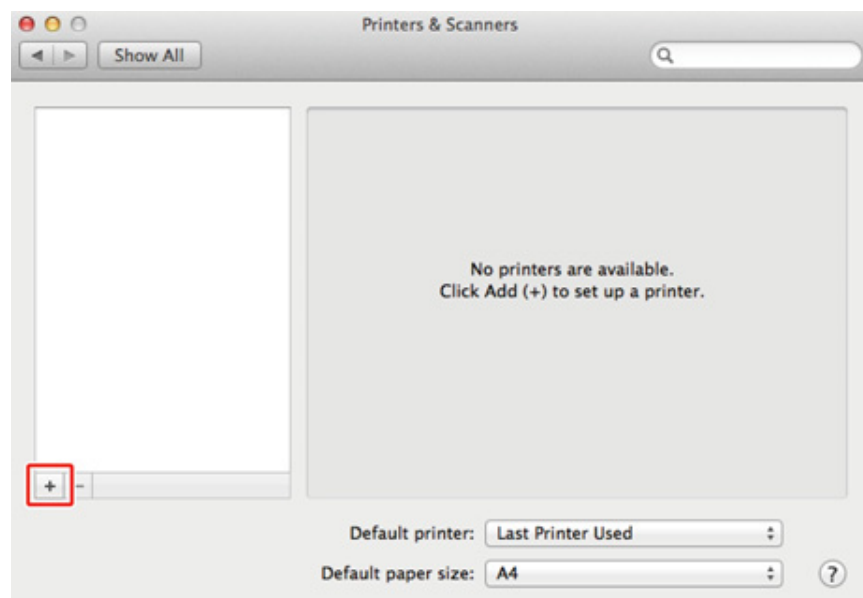 Printers & Scanners
Show All
No printers are available.
Click Add (+) to set up a printer.
+ -
Default printer: Last Printer Used
Default paper size: A4 ?